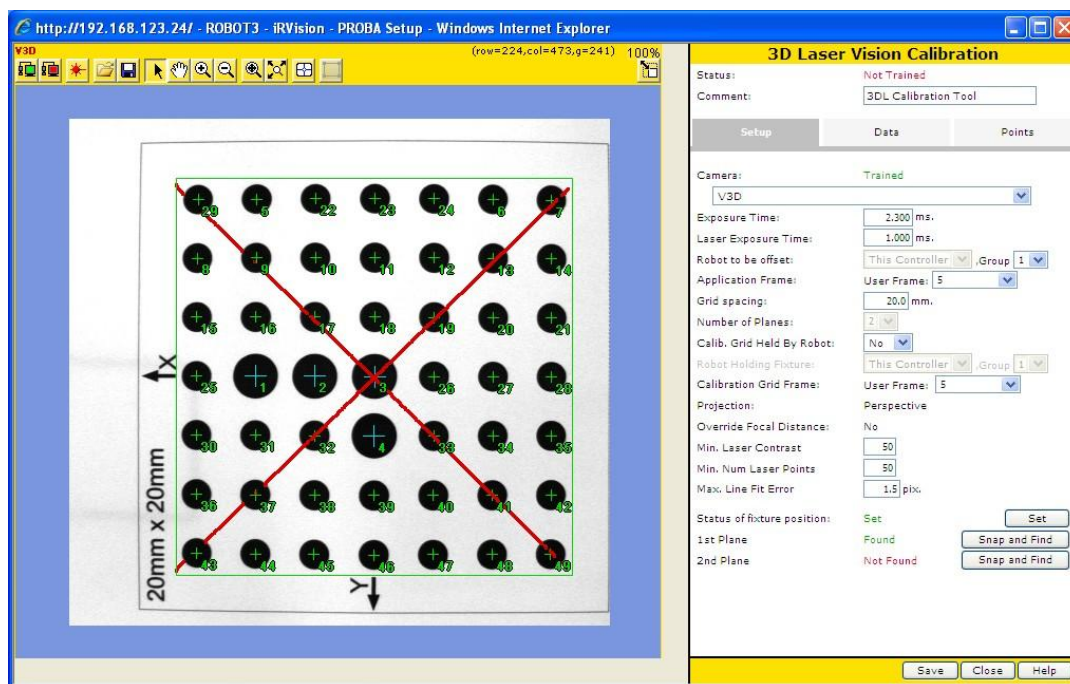 http://192.168.123.24/ - ROBOT3 - iRVision - PROBA Setup - Windows Internet Explorer
V3D
(row=224,col=473,g=241) 100%
29 5 22 23 24 6 7
8 9 10 11 12 13 14
15 16 17 18 19 20 21
25 1 2 3 26 27 28
30 31 32 4 33 34 35
36 37 38 39 40 41 42
43 44 45 46 47 48 49
X
Y
20mm x 20mm
3D Laser Vision Calibration
Status: Not Trained
Comment: 3DL Calibration Tool
Setup Data Points
Camera: Trained
V3D
Exposure Time: 2.300 ms.
Laser Exposure Time: 1.000 ms.
Robot to be offset: This Controller ,Group 1
Application Frame: User Frame: 5
Grid spacing: 20.0 mm.
Number of Planes: 2
Calib. Grid Held By Robot: No
Robot Holding Fixture: This Controller ,Group 1
Calibration Grid Frame: User Frame: 5
Projection: Perspective
Override Focal Distance: No
Min. Laser Contrast 50
Min. Num Laser Points 50
Max. Line Fit Error 1.5 pix.
Status of fixture position: Set Set
1st Plane Found Snap and Find
2nd Plane Not Found Snap and Find
Save Close Help